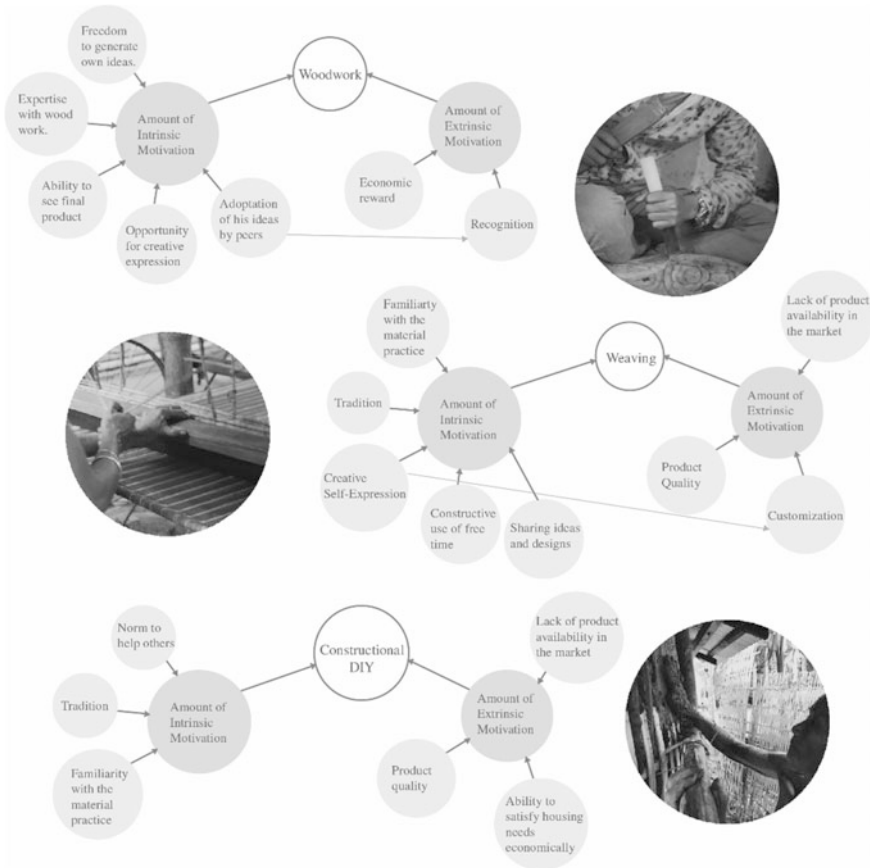 Freedom
to generate
own ideas.
Woodwork
Expertise
with wood
work.
Amount of
Intrinsic
Motivation
Amount of
Extrinsic
Motivation
Ability to
see final
product
Economic
reward
Adoptation
of his ideas
by peers
Opportunity
for creative
expression
Recognition
Familiarty
with the
material
practice
Lack of product
availability in
the market
Weaving
Tradition
Amount of
Intrinsic
Motivation
Amount of
Extrinsic
Motivation
Creative
Self-Expression
Product
Quality
Constructive
use of free
time
Sharing ideas
and designs
Customization
Norm to
help others
Constructional
DIY
Lack of product
availability in
the market
Tradition
Amount of
Intrinsic
Motivation
Amount of
Extrinsic
Motivation
Familiarity
with the
material
practice
Product
quality
Ability to
satisfy housing
needs
economically